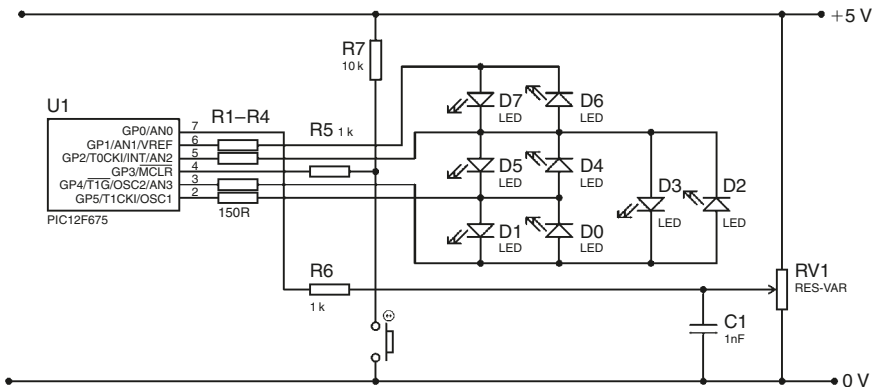 +5 V
R7
10 k
U1
R1–R4
R5 1 k
D7
LED
D6
LED
GP0/AN0 7
GP1/AN1/VREF 6
GP2/T0CKI/INT/AN2 5
GP3/MCLR 4
GP4/T1G/OSC2/AN3 3
GP5/T1CKI/OSC1 2
PIC12F675
150R
D5
LED
D4
LED
D3
LED
D2
LED
D1
LED
D0
LED
R6
1 k
RV1
RES-VAR
C1
1nF
0 V